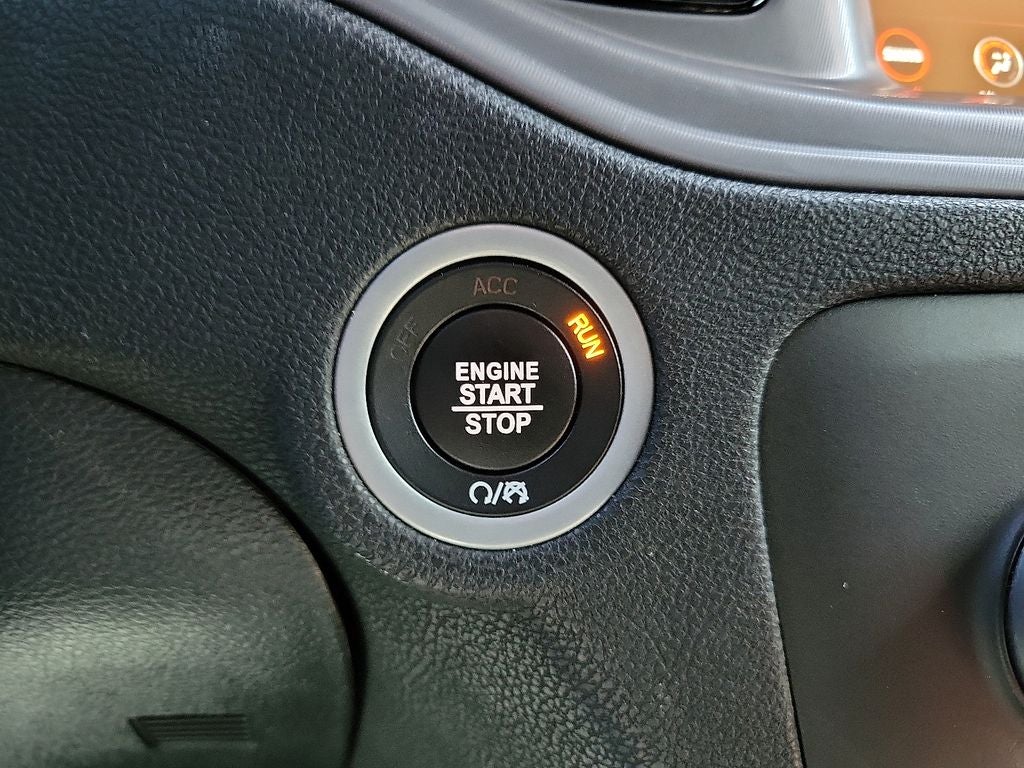 ACC
OFF
RUN
ENGINE
START
STOP